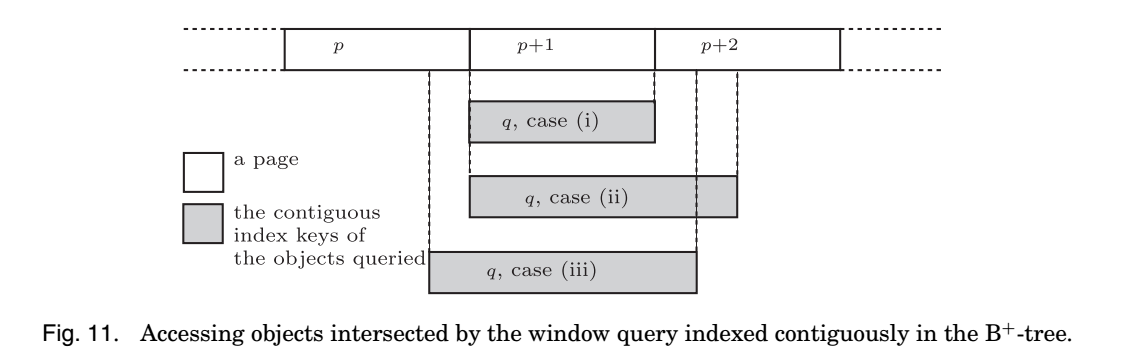 p
p+1
p+2
q, case (i)
a page
q, case (ii)
the contiguous
index keys of
the objects queried
q, case (iii)
Fig. 11. Accessing objects intersected by the window query indexed contiguously in the B⁺-tree.